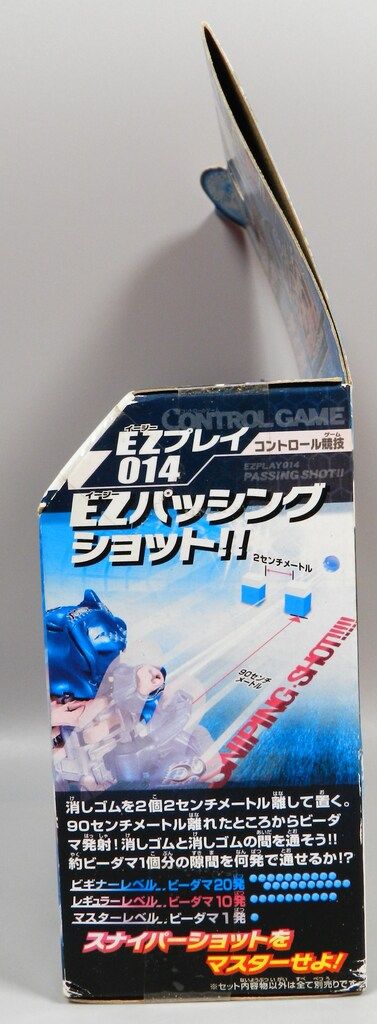 CONTROL GAME
イージー
EZプレイ
014
ゲーム
コントロール競技
EZPLAY014
PASSING SHOT!!
イージー
EZパッシング
ショット!!
2センチメートル
90センチ
メートル
SNIPING SHOT!!!!
消しゴムを2個2センチメートル離して置く。
90センチメートル離れたところからビーダ
マ発射!消しゴムと消しゴムの間を通そう!!
約ビーダマ1個分の隙間を何発で通せるか!?
ビギナーレベル...ビーダマ20発
レギュラーレベル...ビーダマ10発
マスターレベル...ビーダマ1発
スナイパーショットを
マスターせよ!
※セット内容物以外は全て別売りです